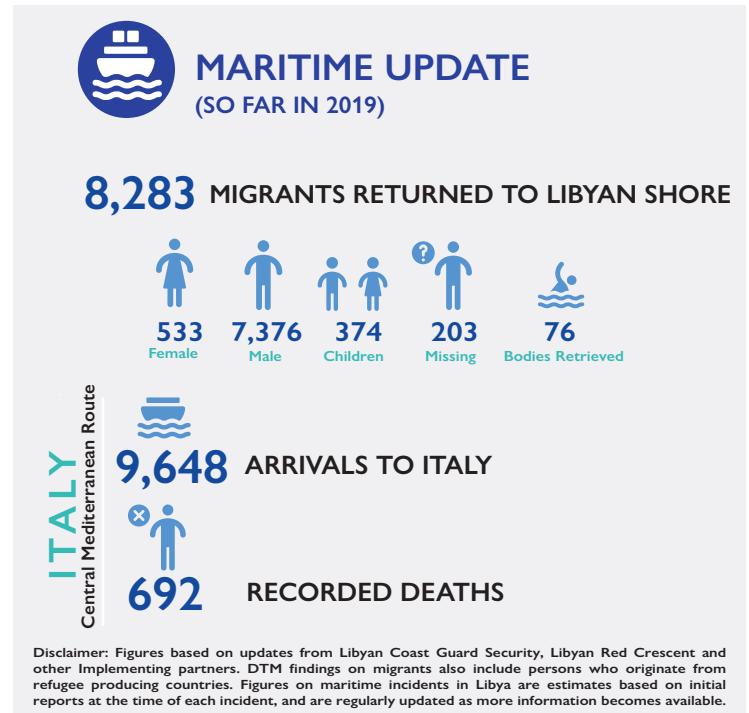 MARITIME UPDATE
(SO FAR IN 2019)
8,283 MIGRANTS RETURNED TO LIBYAN SHORE
?
533 7,376 374 203 76
Female Male Children Missing Bodies Retrieved
ITALY
Central Mediterranean Route
9,648 ARRIVALS TO ITALY
692 RECORDED DEATHS
Disclaimer: Figures based on updates from Libyan Coast Guard Security, Libyan Red Crescent and
other Implementing partners. DTM findings on migrants also include persons who originate from
refugee producing countries. Figures on maritime incidents in Libya are estimates based on initial
reports at the time of each incident, and are regularly updated as more information becomes available.